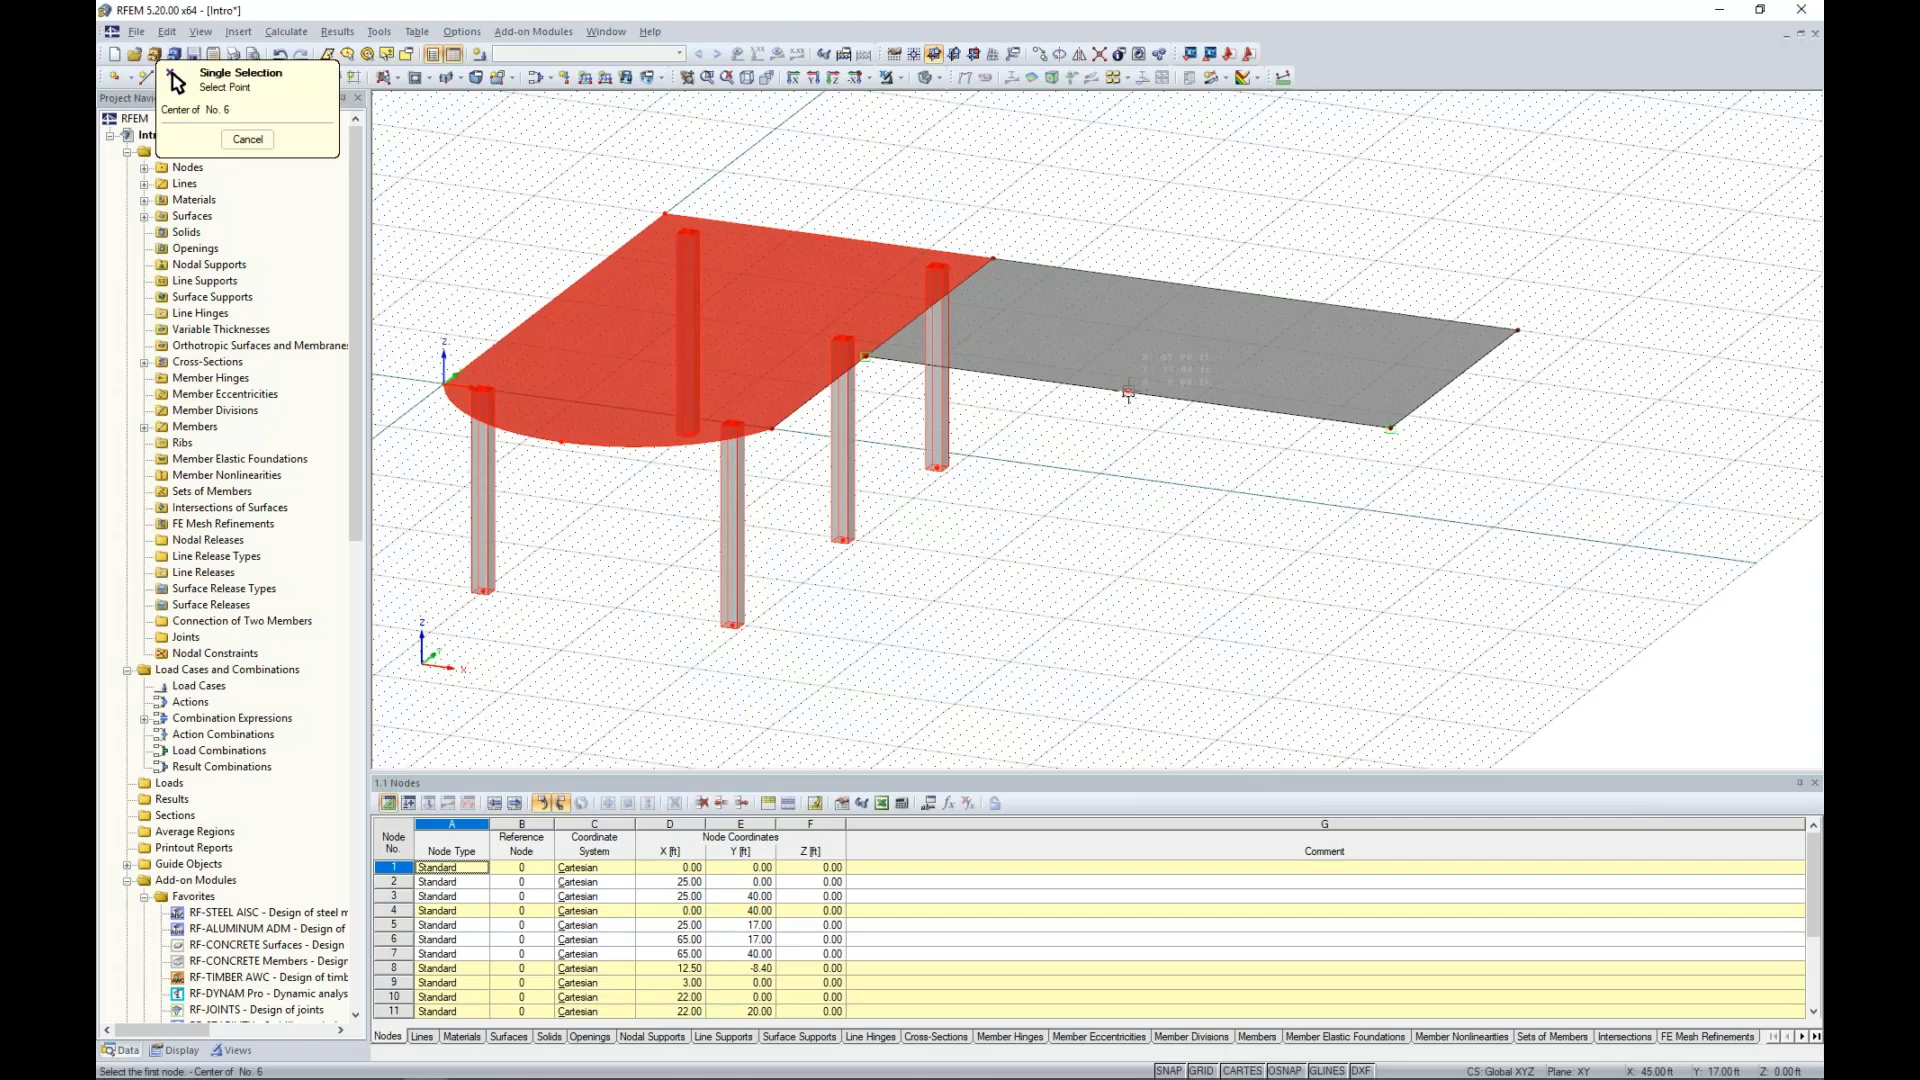 RFEM 5.20.00 x64 - [Intro*]
File Edit View Insert Calculate Results Tools Table Options Add-on Modules Window Help
Single Selection
Select Point
Center of No. 6
Cancel
Project Navi
RFEM
Intr
Nodes
Lines
Materials
Surfaces
Solids
Openings
Nodal Supports
Line Supports
Surface Supports
Line Hinges
Variable Thicknesses
Orthotropic Surfaces and Membranes
Cross-Sections
Member Hinges
Member Eccentricities
Member Divisions
Members
Ribs
Member Elastic Foundations
Member Nonlinearities
Sets of Members
Intersections of Surfaces
FE Mesh Refinements
Nodal Releases
Line Release Types
Line Releases
Surface Release Types
Surface Releases
Connection of Two Members
Joints
Nodal Constraints
Load Cases and Combinations
Load Cases
Actions
Combination Expressions
Action Combinations
Load Combinations
Result Combinations
Loads
Results
Sections
Average Regions
Printout Reports
Guide Objects
Add-on Modules
Favorites
RF-STEEL AISC - Design of steel m
RF-ALUMINUM ADM - Design of
RF-CONCRETE Surfaces - Design
RF-CONCRETE Members - Design
RF-TIMBER AWC - Design of timb
RF-DYNAM Pro - Dynamic analys
RF-JOINTS - Design of joints
Data Display Views
Z
Z
X
1.1 Nodes
A B C D E F G
Node Reference Coordinate Node Coordinates
No. Node Type Node System X [ft] Y [ft] Z [ft] Comment
1 Standard 0 Cartesian 0.00 0.00 0.00
2 Standard 0 Cartesian 25.00 0.00 0.00
3 Standard 0 Cartesian 25.00 40.00 0.00
4 Standard 0 Cartesian 0.00 40.00 0.00
5 Standard 0 Cartesian 25.00 17.00 0.00
6 Standard 0 Cartesian 65.00 17.00 0.00
7 Standard 0 Cartesian 65.00 40.00 0.00
8 Standard 0 Cartesian 12.50 -8.40 0.00
9 Standard 0 Cartesian 3.00 0.00 0.00
10 Standard 0 Cartesian 22.00 0.00 0.00
11 Standard 0 Cartesian 22.00 20.00 0.00
Nodes Lines Materials Surfaces Solids Openings Nodal Supports Line Supports Surface Supports Line Hinges Cross-Sections Member Hinges Member Eccentricities Member Divisions Members Member Elastic Foundations Member Nonlinearities Sets of Members Intersections FE Mesh Refinements
Select the first node. - Center of No. 6 SNAP GRID CARTES OSNAP GLINES DXF CS: Global XYZ Plane: XY X: 45.00 ft Y: 17.00 ft Z: 0.00 ft